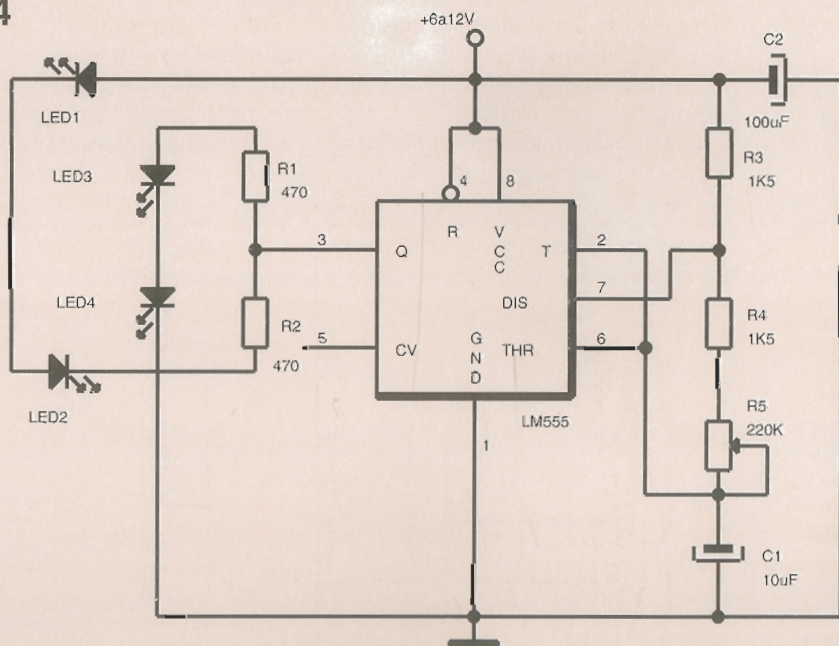 4
+6a12V
C2
100uF
LED1
LED3
R1
470
4
8
R3
1K5
3
Q
R
V
C
C
T
2
7
DIS
LED4
R2
470
5
CV
G
N
D
THR
6
R4
1K5
LM555
R5
220K
LED2
1
C1
10uF